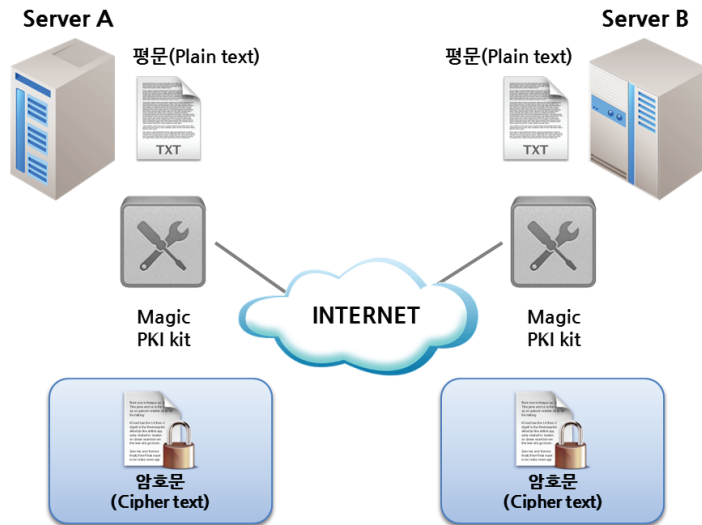 Server A
Server B
평문(Plain text)
평문(Plain text)
TXT
TXT
INTERNET
Magic
PKI kit
Magic
PKI kit
암호문
(Cipher text)
암호문
(Cipher text)